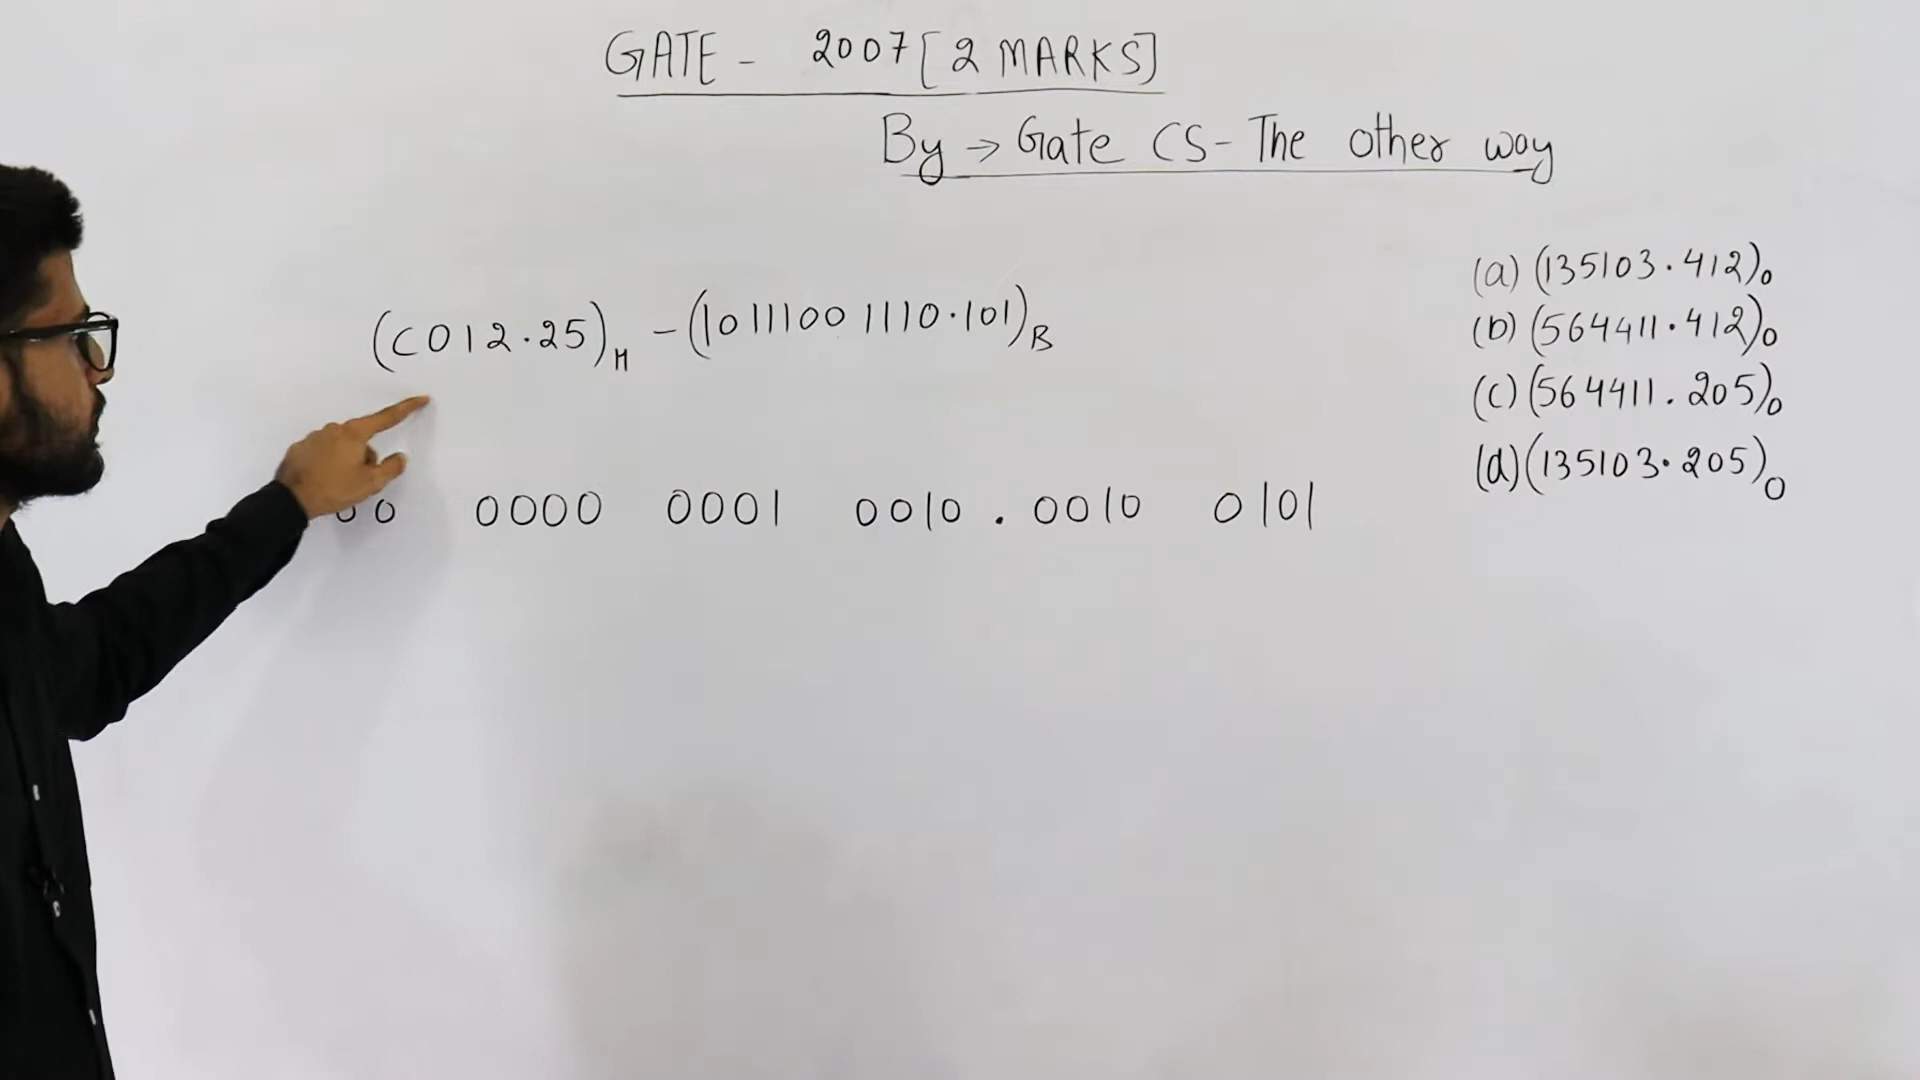 GATE - 2007 [2 MARKS]
By → Gate CS - The other way
(C012.25)H - (10111001110.101)B
(a) (135103.412)o
(b) (564411.412)o
(c) (564411.205)o
(d) (135103.205)o
00 0000 0001 0010 . 0010 0101